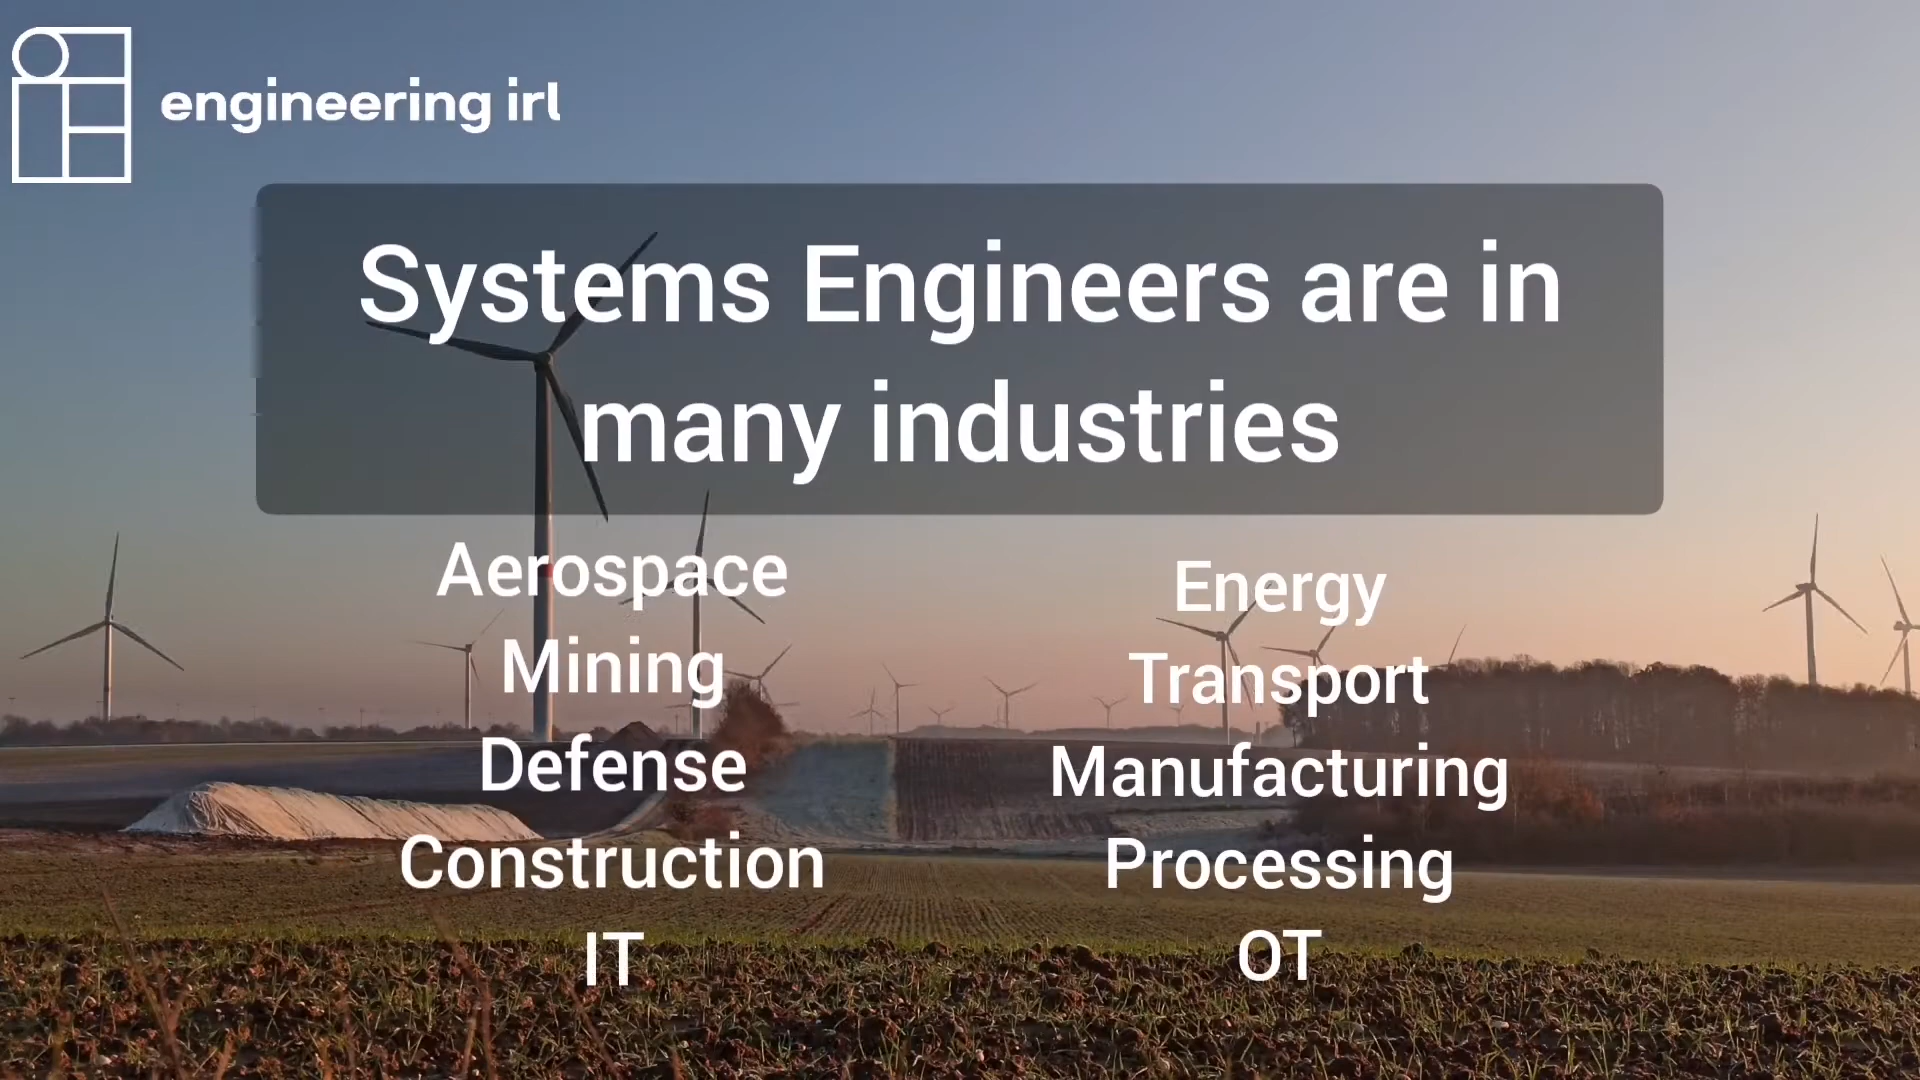 engineering irl
Systems Engineers are in
many industries
Aerospace
Mining
Defense
Construction
IT
Energy
Transport
Manufacturing
Processing
OT